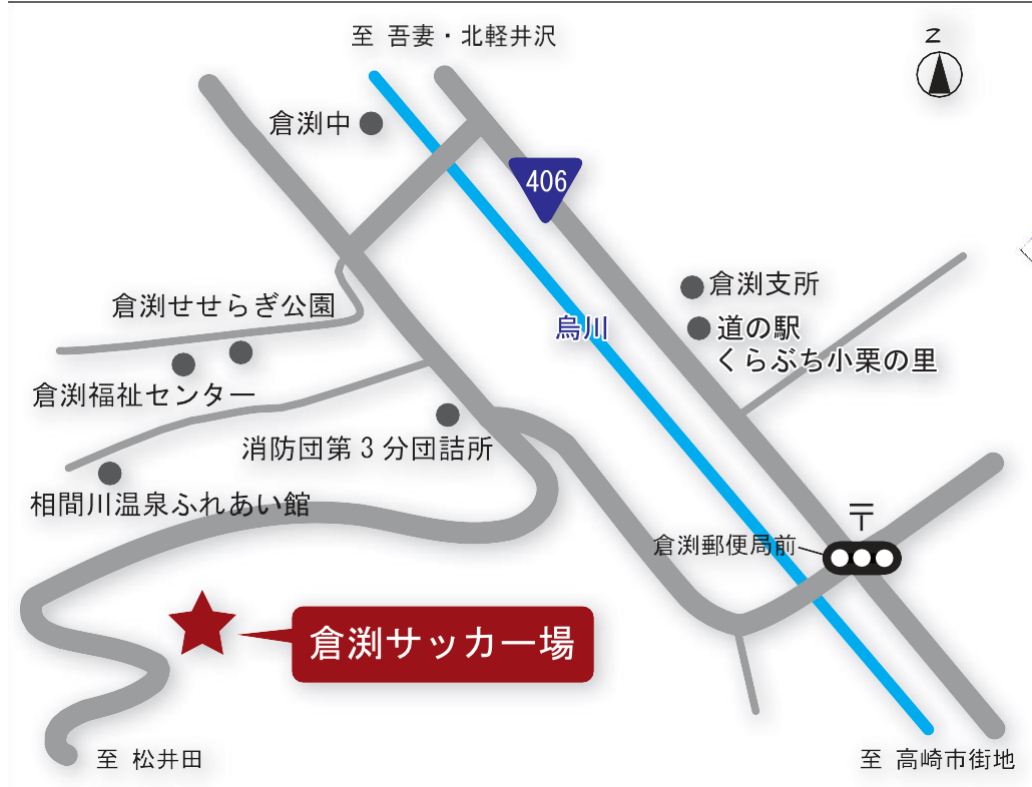 至 吾妻・北軽井沢
N
倉渕中
406
倉渕せせらぎ公園
倉渕支所
烏川
道の駅
くらぶち小栗の里
倉渕福祉センター
消防団第3分団詰所
相間川温泉ふれあい館
〒
倉渕郵便局前
倉渕サッカー場
至 松井田
至 高崎市街地